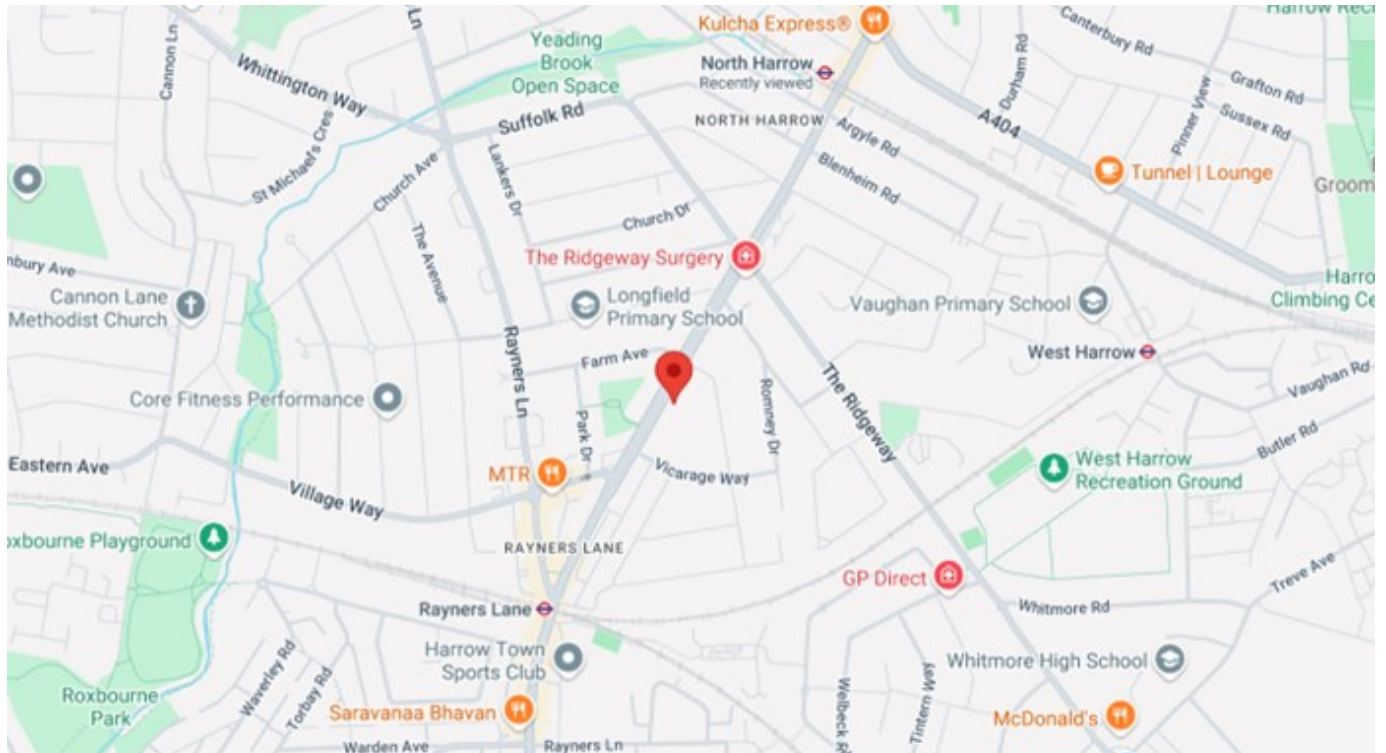 Kulcha Express®
Harrow Rec
Canterbury Rd
Cannon Ln
Ln
Whittington Way
Yeading
Brook
Open Space
North Harrow
Recently viewed
Durham Rd
Grafton Rd
Pinner View
Sussex Rd
A404
Suffolk Rd
NORTH HARROW
Argyle Rd
Blenheim Rd
St Michael's Cres
Lankers Dr
Church Ave
Tunnel | Lounge
Groom
Church Dr
The Avenue
The Ridgeway Surgery
nbury Ave
Cannon Lane
Methodist Church
Longfield
Primary School
Vaughan Primary School
Harro
Climbing Ce
Rayners Ln
Farm Ave
West Harrow
Vaughan Rd
Core Fitness Performance
Park Dr
Romney Dr
The Ridgeway
Butler Rd
Eastern Ave
MTR
Vicarage Way
West Harrow
Recreation Ground
Village Way
oxbourne Playground
RAYNERS LANE
GP Direct
Treve Ave
Rayners Lane
Whitmore Rd
Harrow Town
Sports Club
Waverley Rd
Torbay Rd
Whitmore High School
Roxbourne
Park
Saravanaa Bhavan
Welbeck R
Tintern Way
McDonald's
Warden Ave
Rayners Ln